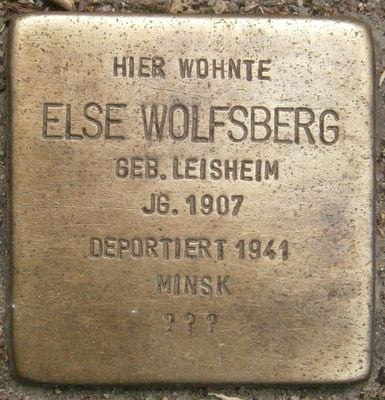 HIER WOHNTE
ELSE WOLFSBERG
GEB. LEISHEIM
JG. 1907
DEPORTIERT 1941
MINSK
? ? ?